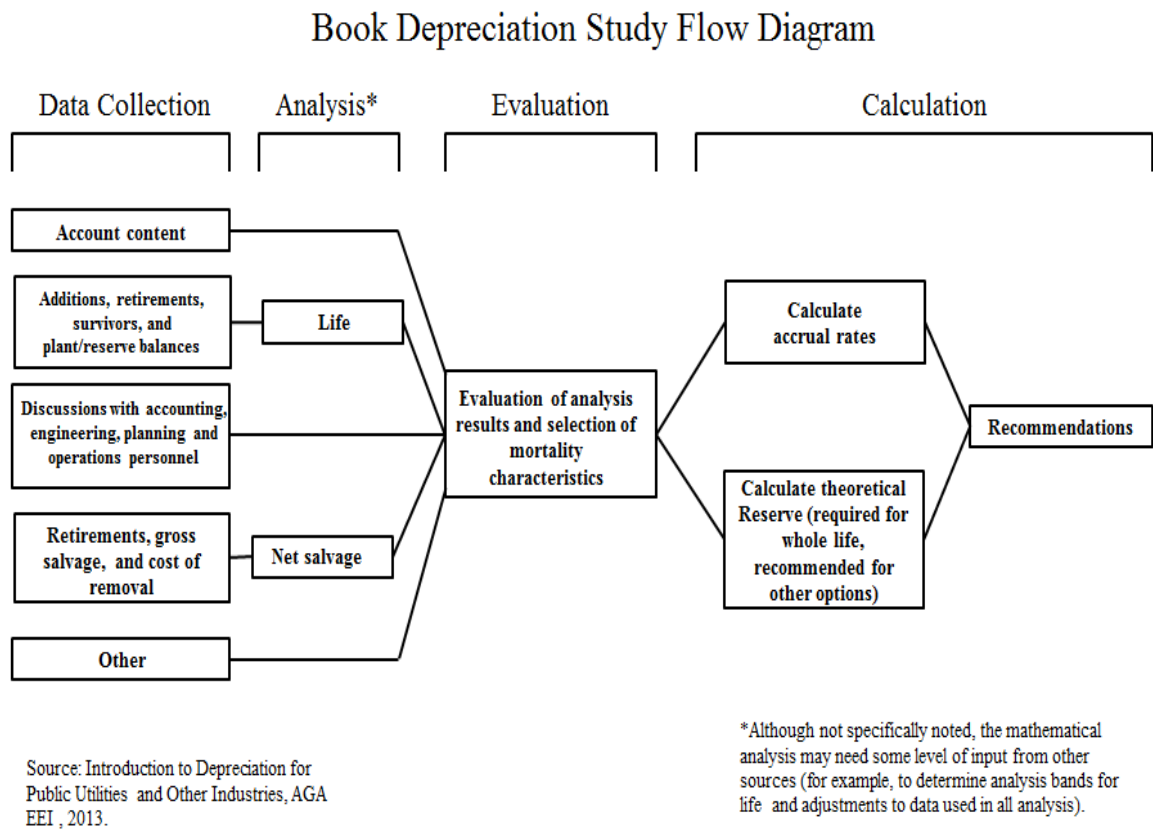 Book Depreciation Study Flow Diagram
Data Collection
Analysis*
Evaluation
Calculation
Account content
Additions, retirements,
survivors, and
plant/reserve balances
Life
Discussions with accounting,
engineering, planning and
operations personnel
Retirements, gross
salvage, and cost of
removal
Net salvage
Other
Evaluation of analysis
results and selection of
mortality
characteristics
Calculate
accrual rates
Calculate theoretical
Reserve (required for
whole life,
recommended for
other options)
Recommendations
Source: Introduction to Depreciation for
Public Utilities and Other Industries, AGA
EEI , 2013.
*Although not specifically noted, the mathematical
analysis may need some level of input from other
sources (for example, to determine analysis bands for
life and adjustments to data used in all analysis).